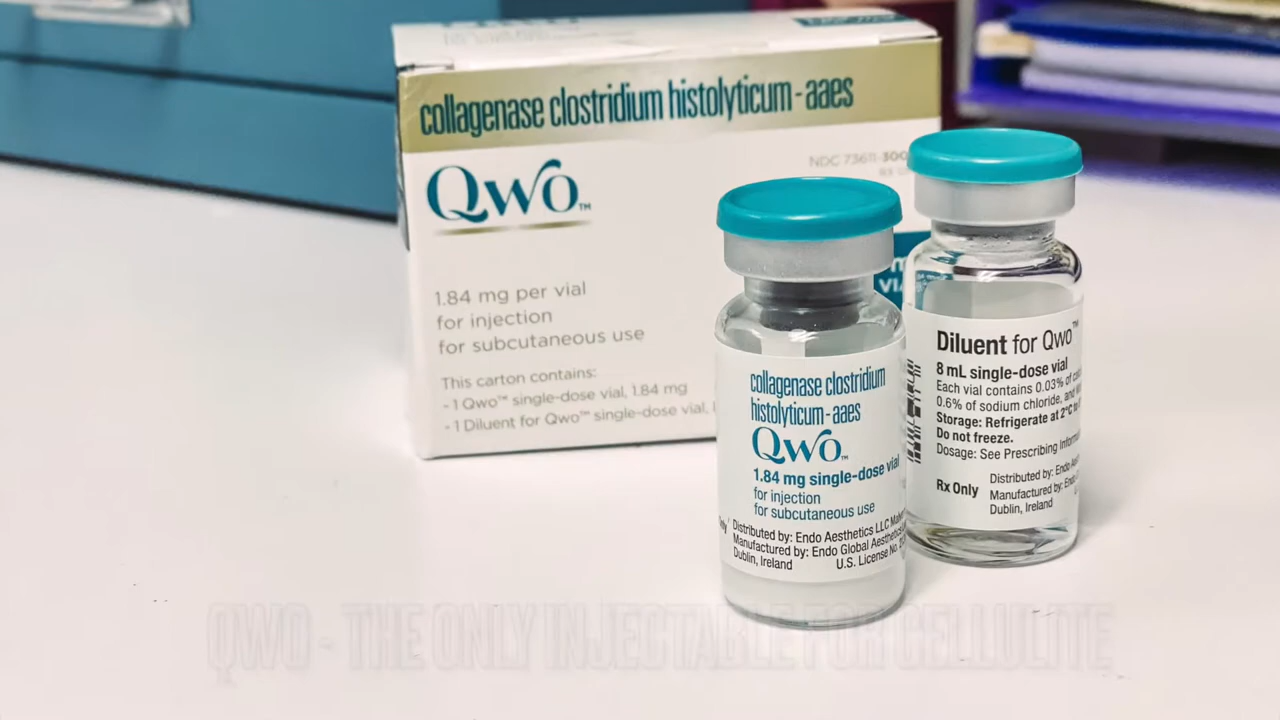 collagenase clostridium histolyticum - aaes
Qwo™
NDC 73611-300
1.84 mg per vial
for injection
for subcutaneous use
This carton contains:
- 1 Qwo™ single-dose vial, 1.84 mg
- 1 Diluent for Qwo™ single-dose vial,
collagenase clostridium
histolyticum - aaes
Qwo™
1.84 mg single-dose vial
for injection
for subcutaneous use
Distributed by: Endo Aesthetics LLC
Manufactured by: Endo Global Aesthetics
Dublin, Ireland U.S. License No.
Diluent for Qwo™
8 mL single-dose vial
Each vial contains 0.03% of
0.6% of sodium chloride, and
Storage: Refrigerate at 2°C
Do not freeze.
Dosage: See Prescribing
Rx Only
Distributed by: Endo
Manufactured by: Endo
Dublin, Ireland
QWO - THE ONLY INJECTABLE FOR CELLULITE